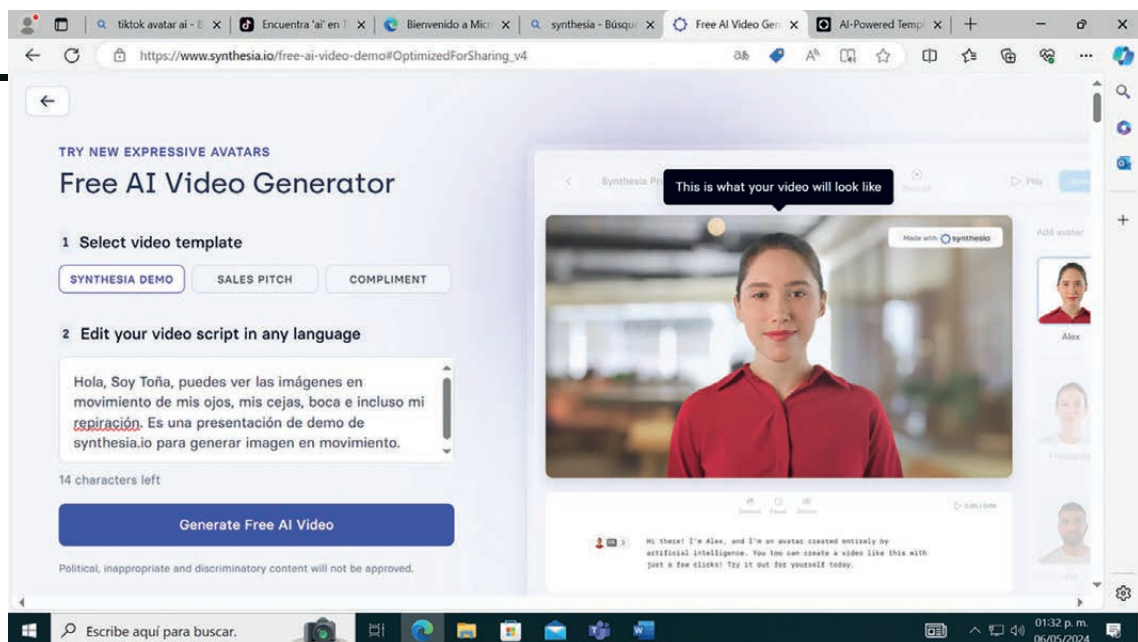 tiktok avatar ai - B
Encuentra 'ai' en T
Bienvenido a Micr
synthesia - Búsqu
Free AI Video Gen
AI-Powered Temp
https://www.synthesia.io/free-ai-video-demo#OptimizedForSharing_v4
TRY NEW EXPRESSIVE AVATARS
Free AI Video Generator
1 Select video template
SYNTHESIA DEMO
SALES PITCH
COMPLIMENT
2 Edit your video script in any language
Hola, Soy Toña, puedes ver las imágenes en
movimiento de mis ojos, mis cejas, boca e incluso mi
repiración. Es una presentación de demo de
synthesia.io para generar imagen en movimiento.
14 characters left
Generate Free AI Video
Political, inappropriate and discriminatory content will not be approved.
Synthesia
This is what your video will look like
Play
Made with synthesia
Add avatar
Alex
Hi there! I'm Alex, and I'm an avatar created entirely by
artificial intelligence. You too can create a video like this with
just a few clicks! Try it out for yourself today.
Escribe aquí para buscar.
01:32 p. m.
06/05/2024